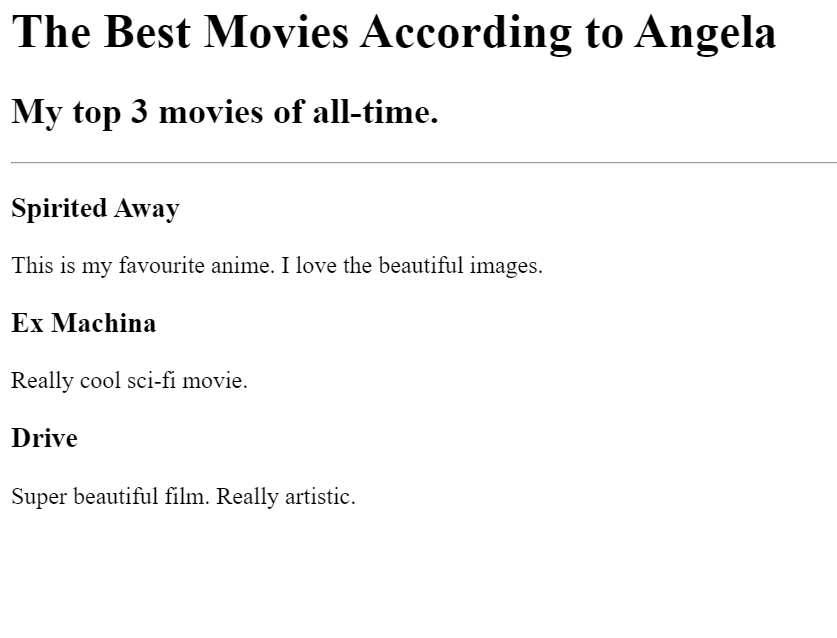 The Best Movies According to Angela
My top 3 movies of all-time.
Spirited Away
This is my favourite anime. I love the beautiful images.
Ex Machina
Really cool sci-fi movie.
Drive
Super beautiful film. Really artistic.